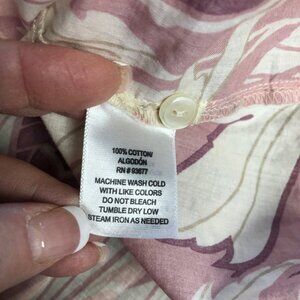 100% COTTON/
ALGODÓN
RN # 93677
MACHINE WASH COLD
WITH LIKE COLORS
DO NOT BLEACH
TUMBLE DRY LOW
STEAM IRON AS NEEDED